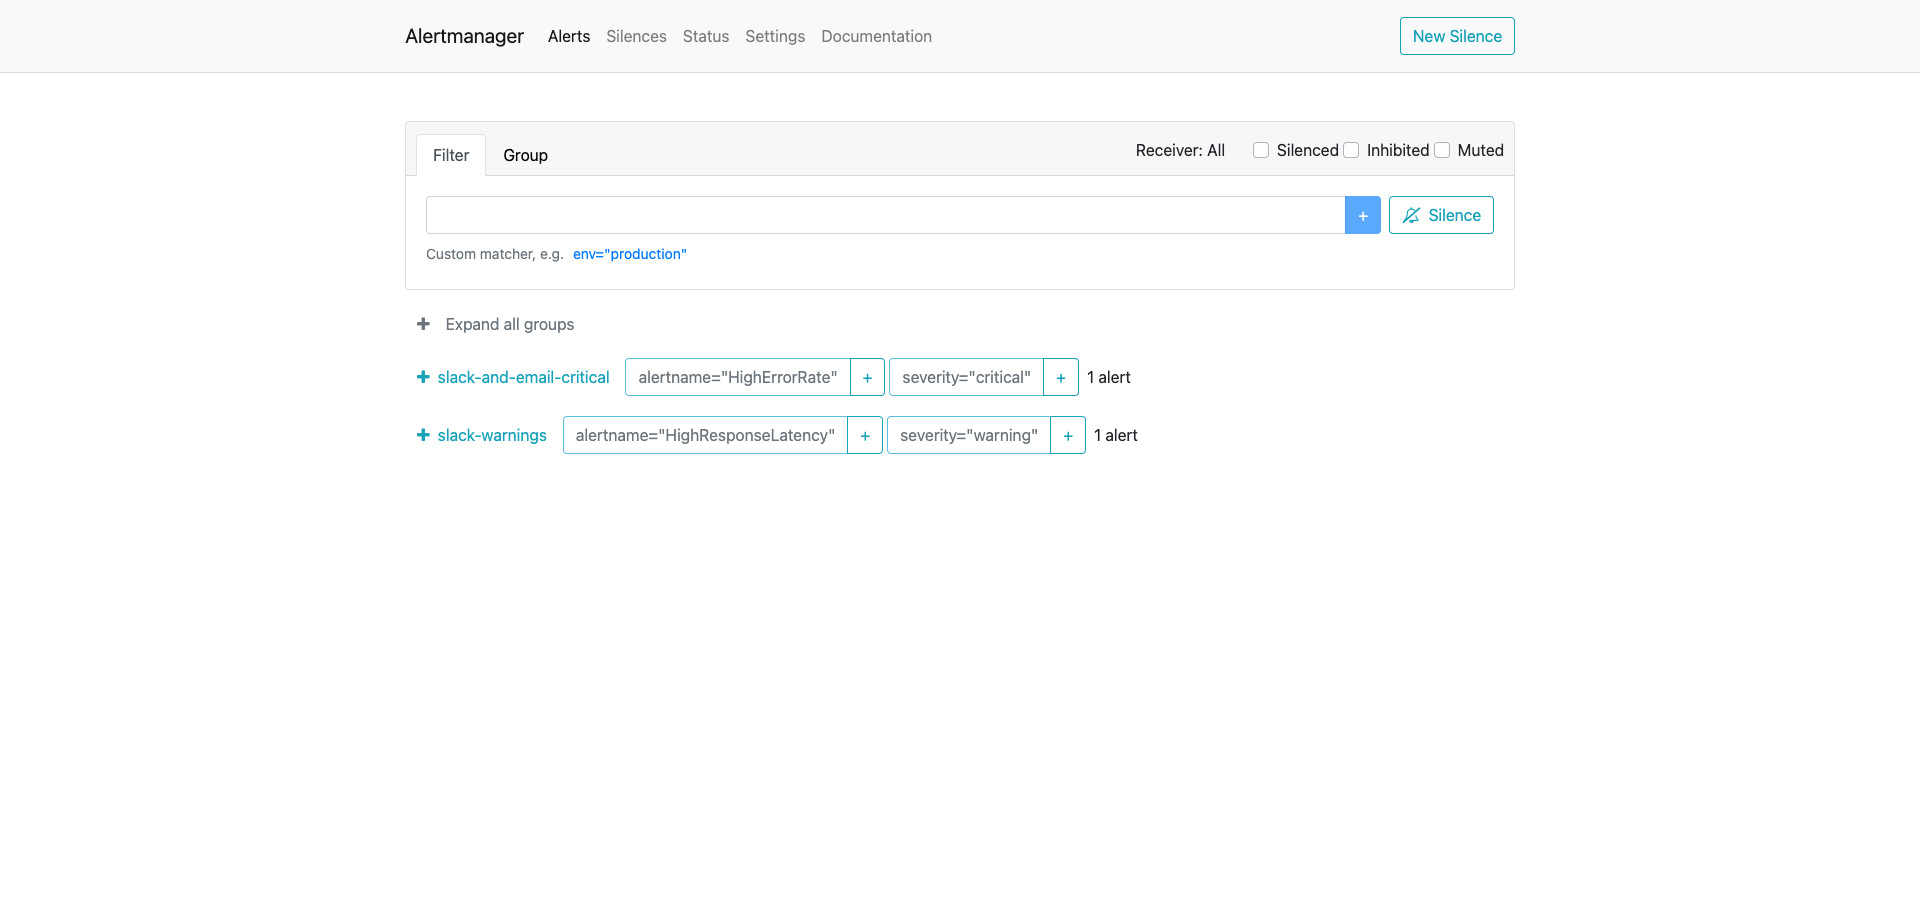 Alertmanager Alerts Silences Status Settings Documentation New Silence
Filter Group Receiver: All Silenced Inhibited Muted
+ Silence
Custom matcher, e.g. env="production"
Expand all groups
slack-and-email-critical alertname="HighErrorRate" + severity="critical" + 1 alert
slack-warnings alertname="HighResponseLatency" + severity="warning" + 1 alert